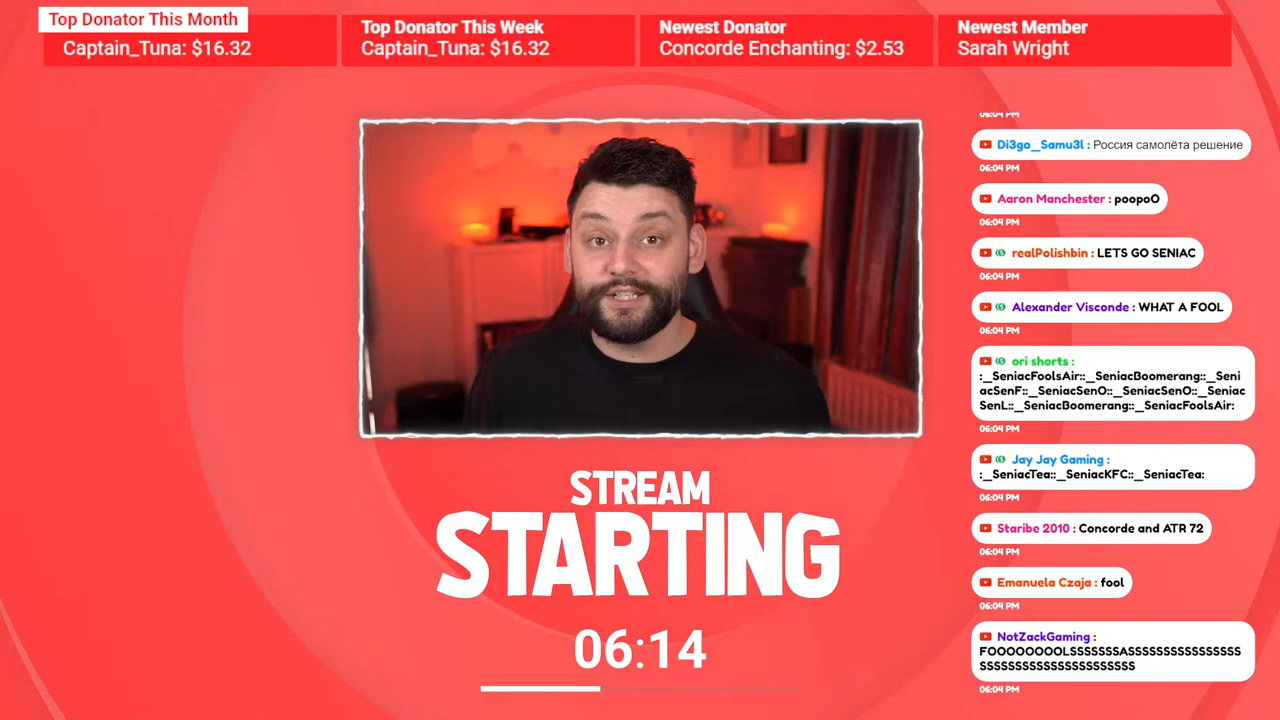 Top Donator This Month
Captain_Tuna: $16.32
Top Donator This Week
Captain_Tuna: $16.32
Newest Donator
Concorde Enchanting: $2.53
Newest Member
Sarah Wright
06:04 PM
Di3go_Samu3l : Россия самолёта решение
06:04 PM
Aaron Manchester : poopoO
06:04 PM
realPolishbin : LETS GO SENIAC
06:04 PM
Alexander Visconde : WHAT A FOOL
06:04 PM
ori shorts :
:_SeniacFoolsAir::_SeniacBoomerang::_Seni
acSenF::_SeniacSenO::_SeniacSenO::_Seniac
SenL::_SeniacBoomerang::_SeniacFoolsAir:
06:04 PM
Jay Jay Gaming :
:_SeniacTea::_SeniacKFC::_SeniacTea:
06:04 PM
Staribe 2010 : Concorde and ATR 72
06:04 PM
Emanuela Czaja : fool
06:04 PM
NotZackGaming :
FOOOOOOOOLSSSSSSSASSSSSSSSSSSSSSSS
SSSSSSSSSSSSSSSSSSSSSSS
06:04 PM
STREAM
STARTING
06:14